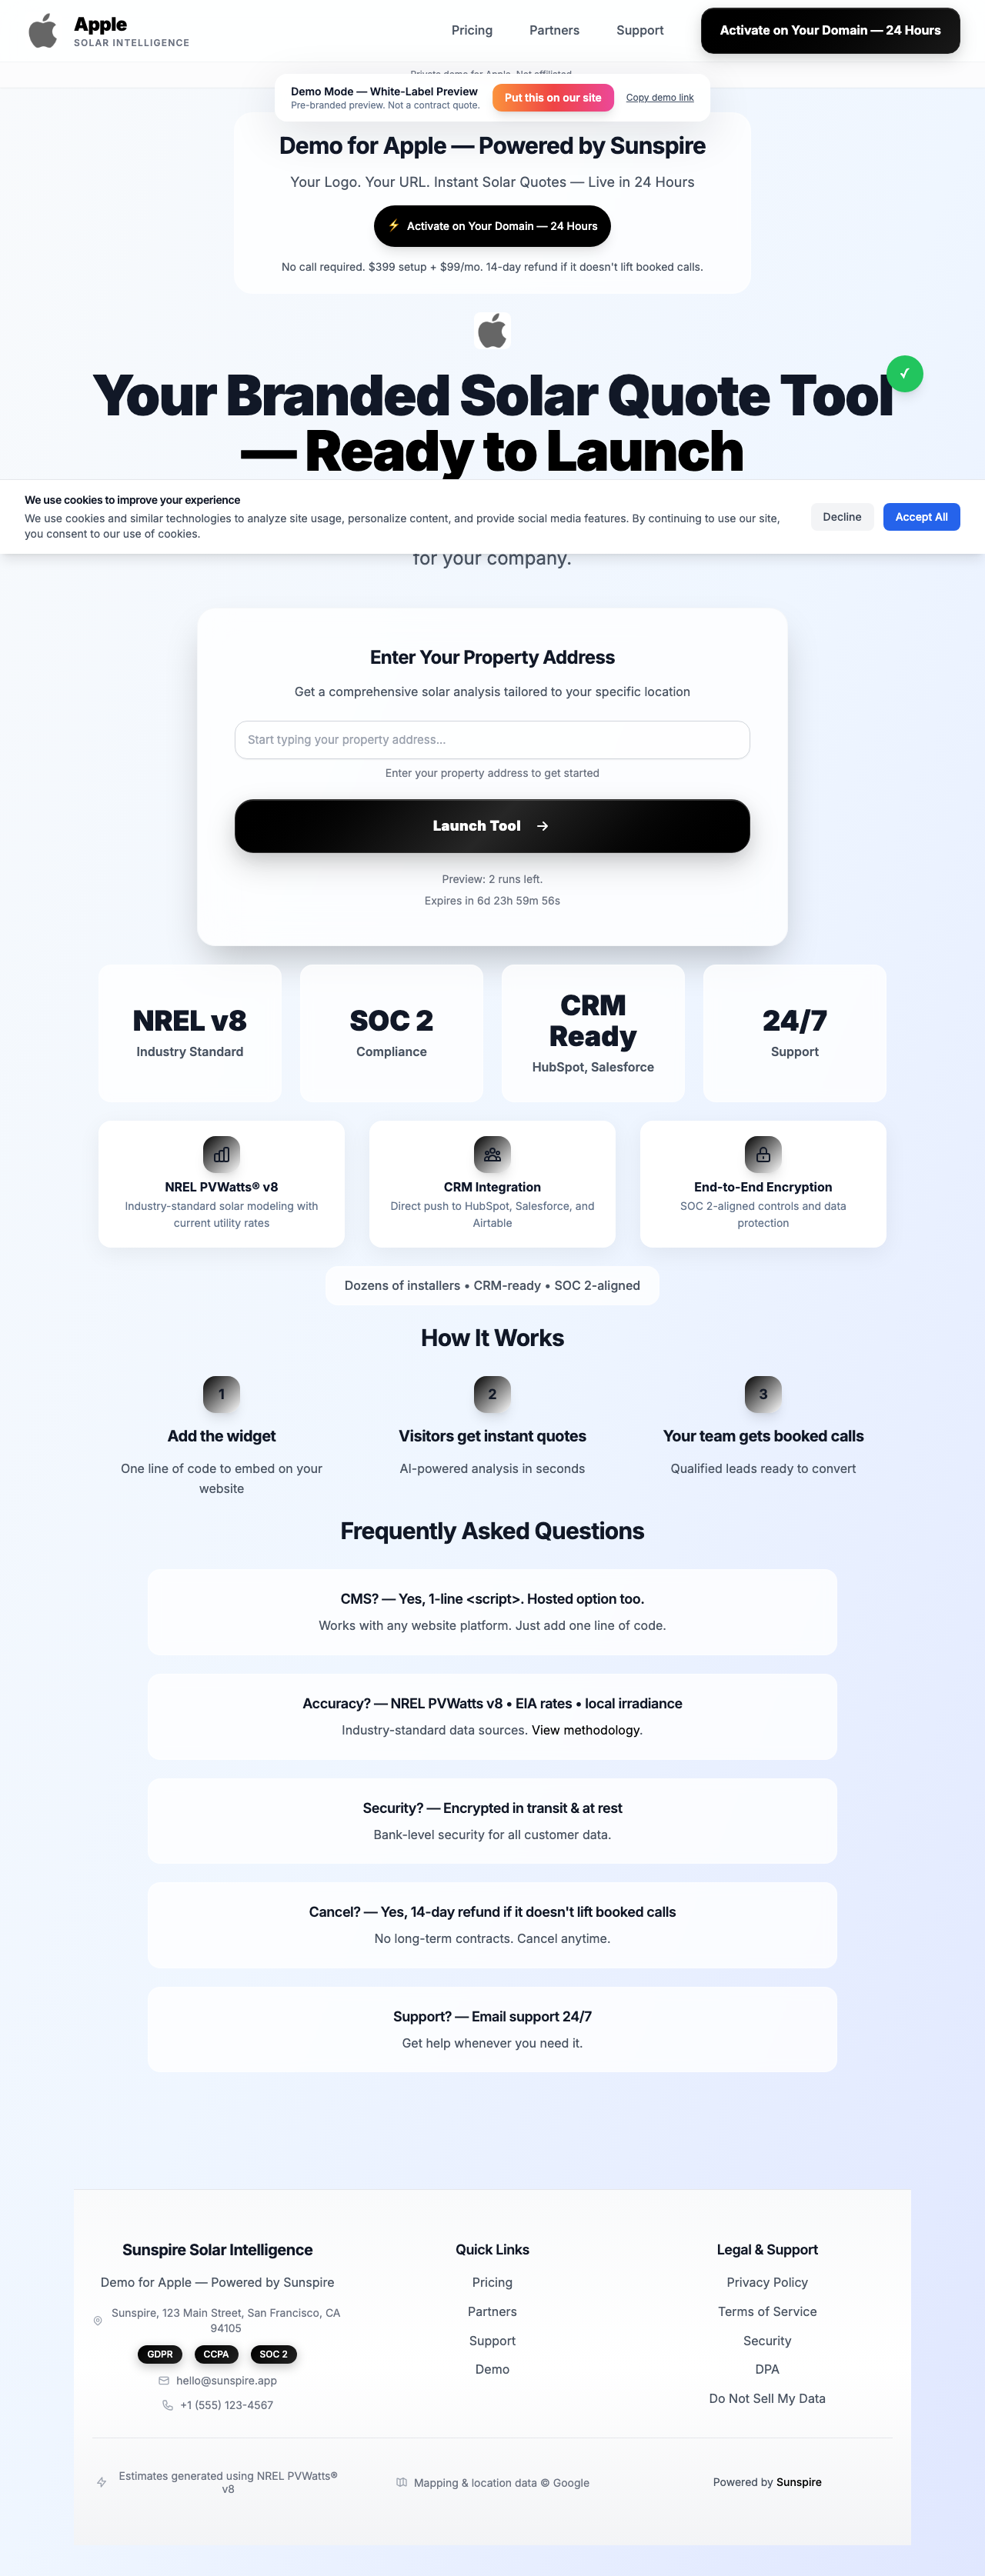 Apple
SOLAR INTELLIGENCE
Pricing
Partners
Support
Activate on Your Domain — 24 Hours
Private demo for Apple. Not affiliated
Demo Mode — White-Label Preview
Pre-branded preview. Not a contract quote.
Put this on our site
Copy demo link
Demo for Apple — Powered by Sunspire
Your Logo. Your URL. Instant Solar Quotes — Live in 24 Hours
⚡ Activate on Your Domain — 24 Hours
No call required. $399 setup + $99/mo. 14-day refund if it doesn't lift booked calls.
✓
Your Branded Solar Quote Tool
— Ready to Launch
We use cookies to improve your experience
We use cookies and similar technologies to analyze site usage, personalize content, and provide social media features. By continuing to use our site,
you consent to our use of cookies.
Decline
Accept All
for your company.
Enter Your Property Address
Get a comprehensive solar analysis tailored to your specific location
Start typing your property address...
Enter your property address to get started
Launch Tool →
Preview: 2 runs left.
Expires in 6d 23h 59m 56s
NREL v8
Industry Standard
SOC 2
Compliance
CRM
Ready
HubSpot, Salesforce
24/7
Support
NREL PVWatts® v8
Industry-standard solar modeling with
current utility rates
CRM Integration
Direct push to HubSpot, Salesforce, and
Airtable
End-to-End Encryption
SOC 2-aligned controls and data
protection
Dozens of installers • CRM-ready • SOC 2-aligned
How It Works
1
Add the widget
One line of code to embed on your
website
2
Visitors get instant quotes
AI-powered analysis in seconds
3
Your team gets booked calls
Qualified leads ready to convert
Frequently Asked Questions
CMS? — Yes, 1-line <script>. Hosted option too.
Works with any website platform. Just add one line of code.
Accuracy? — NREL PVWatts v8 • EIA rates • local irradiance
Industry-standard data sources. View methodology.
Security? — Encrypted in transit & at rest
Bank-level security for all customer data.
Cancel? — Yes, 14-day refund if it doesn't lift booked calls
No long-term contracts. Cancel anytime.
Support? — Email support 24/7
Get help whenever you need it.
Sunspire Solar Intelligence
Demo for Apple — Powered by Sunspire
Sunspire, 123 Main Street, San Francisco, CA
94105
GDPR
CCPA
SOC 2
hello@sunspire.app
+1 (555) 123-4567
Quick Links
Pricing
Partners
Support
Demo
Legal & Support
Privacy Policy
Terms of Service
Security
DPA
Do Not Sell My Data
Estimates generated using NREL PVWatts®
v8
Mapping & location data © Google
Powered by Sunspire